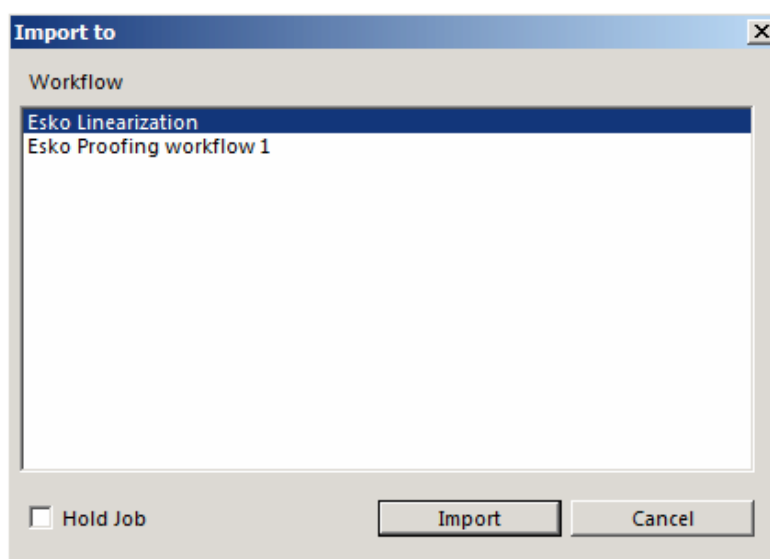 Import to
Workflow
Esko Linearization
Esko Proofing workflow 1
Hold Job
Import
Cancel